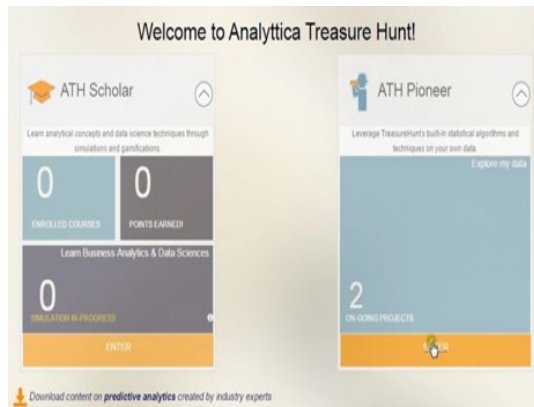 Welcome to Analyttica Treasure Hunt!
ATH Scholar
Learn analytical concepts and data science techniques through
simulations and gamifications.
0
ENROLLED COURSES
0
POINTS EARNED!
Learn Business Analytics & Data Sciences
0
SIMULATION IN-PROGRESS
ENTER
ATH Pioneer
Leverage TreasureHunt's built-in statistical algorithms and
techniques on your own data.
Explore my data
2
ON-GOING PROJECTS
Download content on predictive analytics created by industry experts